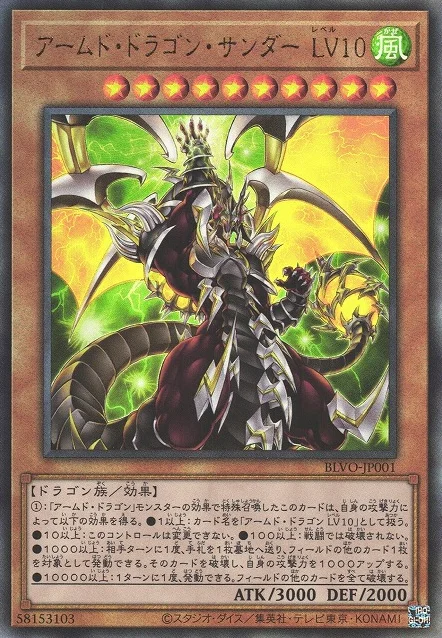 アームド・ドラゴン・サンダー LV10 風
BLVO-JP001
【ドラゴン族／効果】
①:「アームド・ドラゴン」モンスターの効果で特殊召喚したこのカードは、自身の攻撃力に
よって以下の効果を得る。●1以上:カード名を「アームド・ドラゴン LV10」として扱う。
●10以上:このコントロールは変更できない。●100以上:戦闘では破壊されない。
●1000以上:相手ターンに1度、手札を1枚墓地へ送り、フィールドの他のカード1枚
を対象として発動できる。そのカードを破壊し、自身の攻撃力を1000アップする。
●10000以上:1ターンに1度、発動できる。フィールドの他のカードを全て破壊する。
ATK/3000 DEF/2000
58153103 ©スタジオ・ダイス/集英社・テレビ東京・KONAMI